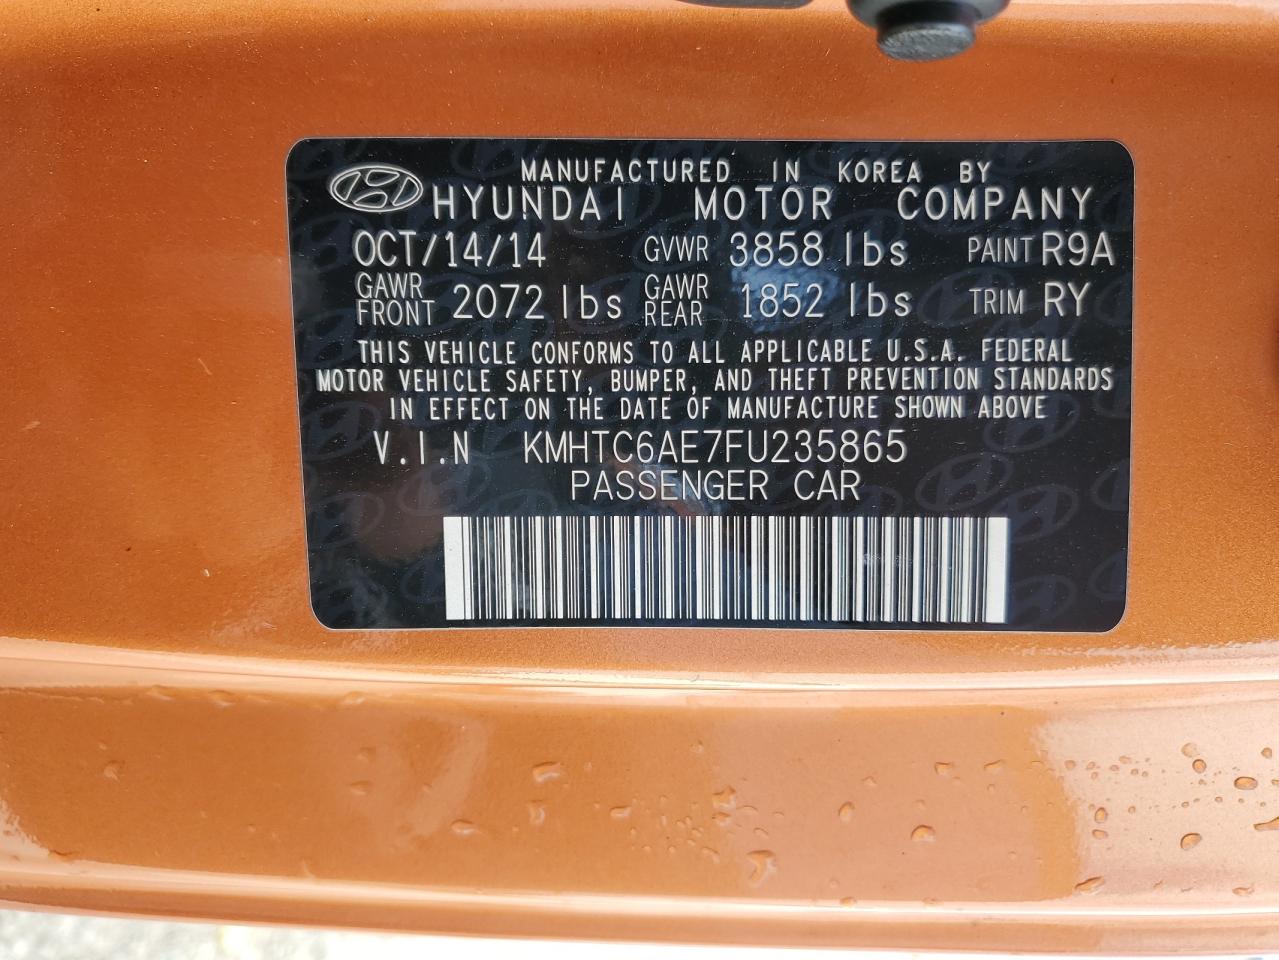 MANUFACTURED IN KOREA BY
HYUNDAI MOTOR COMPANY
OCT/14/14 GVWR 3858 lbs PAINT R9A
GAWR FRONT 2072 lbs GAWR REAR 1852 lbs TRIM RY
THIS VEHICLE CONFORMS TO ALL APPLICABLE U.S.A. FEDERAL
MOTOR VEHICLE SAFETY, BUMPER, AND THEFT PREVENTION STANDARDS
IN EFFECT ON THE DATE OF MANUFACTURE SHOWN ABOVE
V.I.N KMHTC6AE7FU235865
PASSENGER CAR